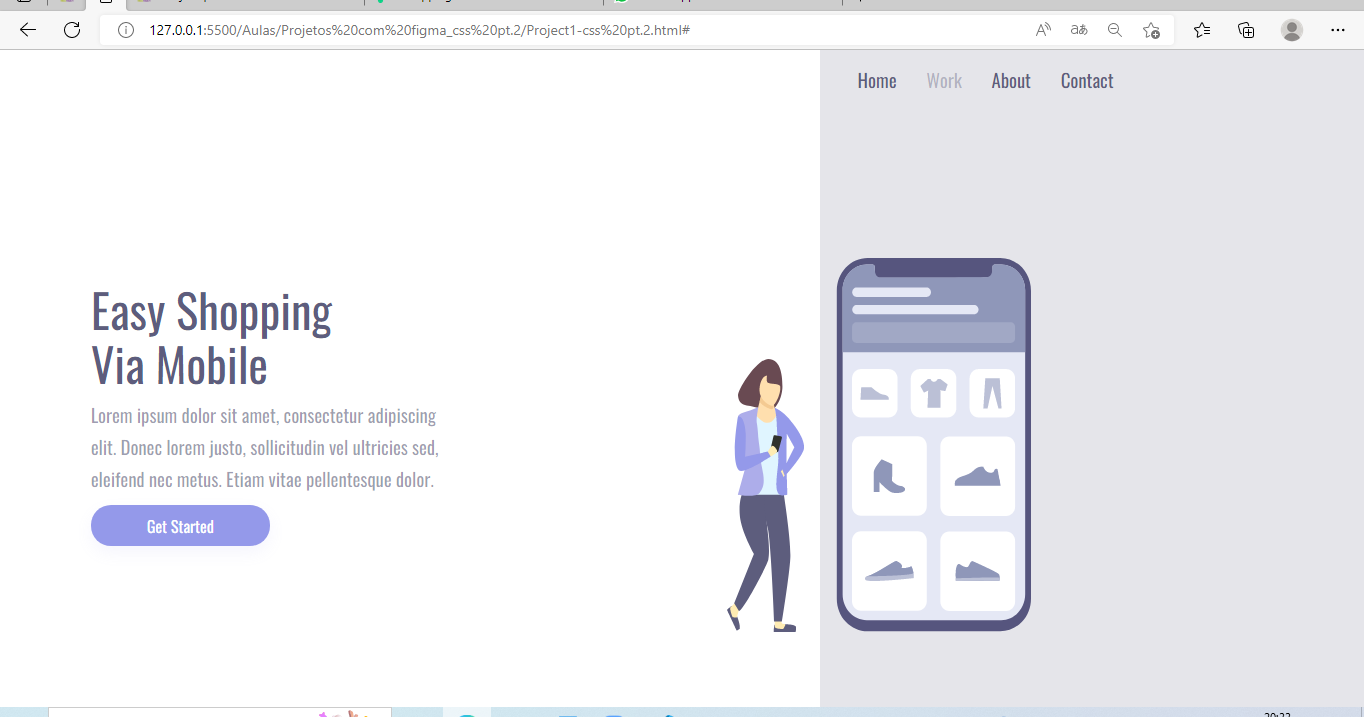 127.0.0.1:5500/Aulas/Projetos%20com%20figma_css%20pt.2/Project1-css%20pt.2.html#
Home Work About Contact
Easy Shopping
Via Mobile
Lorem ipsum dolor sit amet, consectetur adipiscing
elit. Donec lorem justo, sollicitudin vel ultricies sed,
eleifend nec metus. Etiam vitae pellentesque dolor.
Get Started